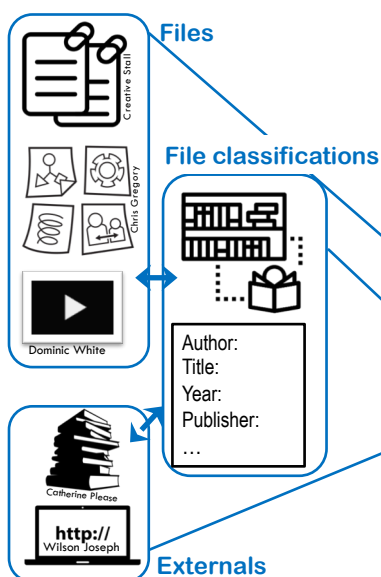 Files
Creative Stall
Chris Gregory
Dominic White
File classifications
Author:
Title:
Year:
Publisher:
...
Catherine Please
http://
Wilson Joseph
Externals